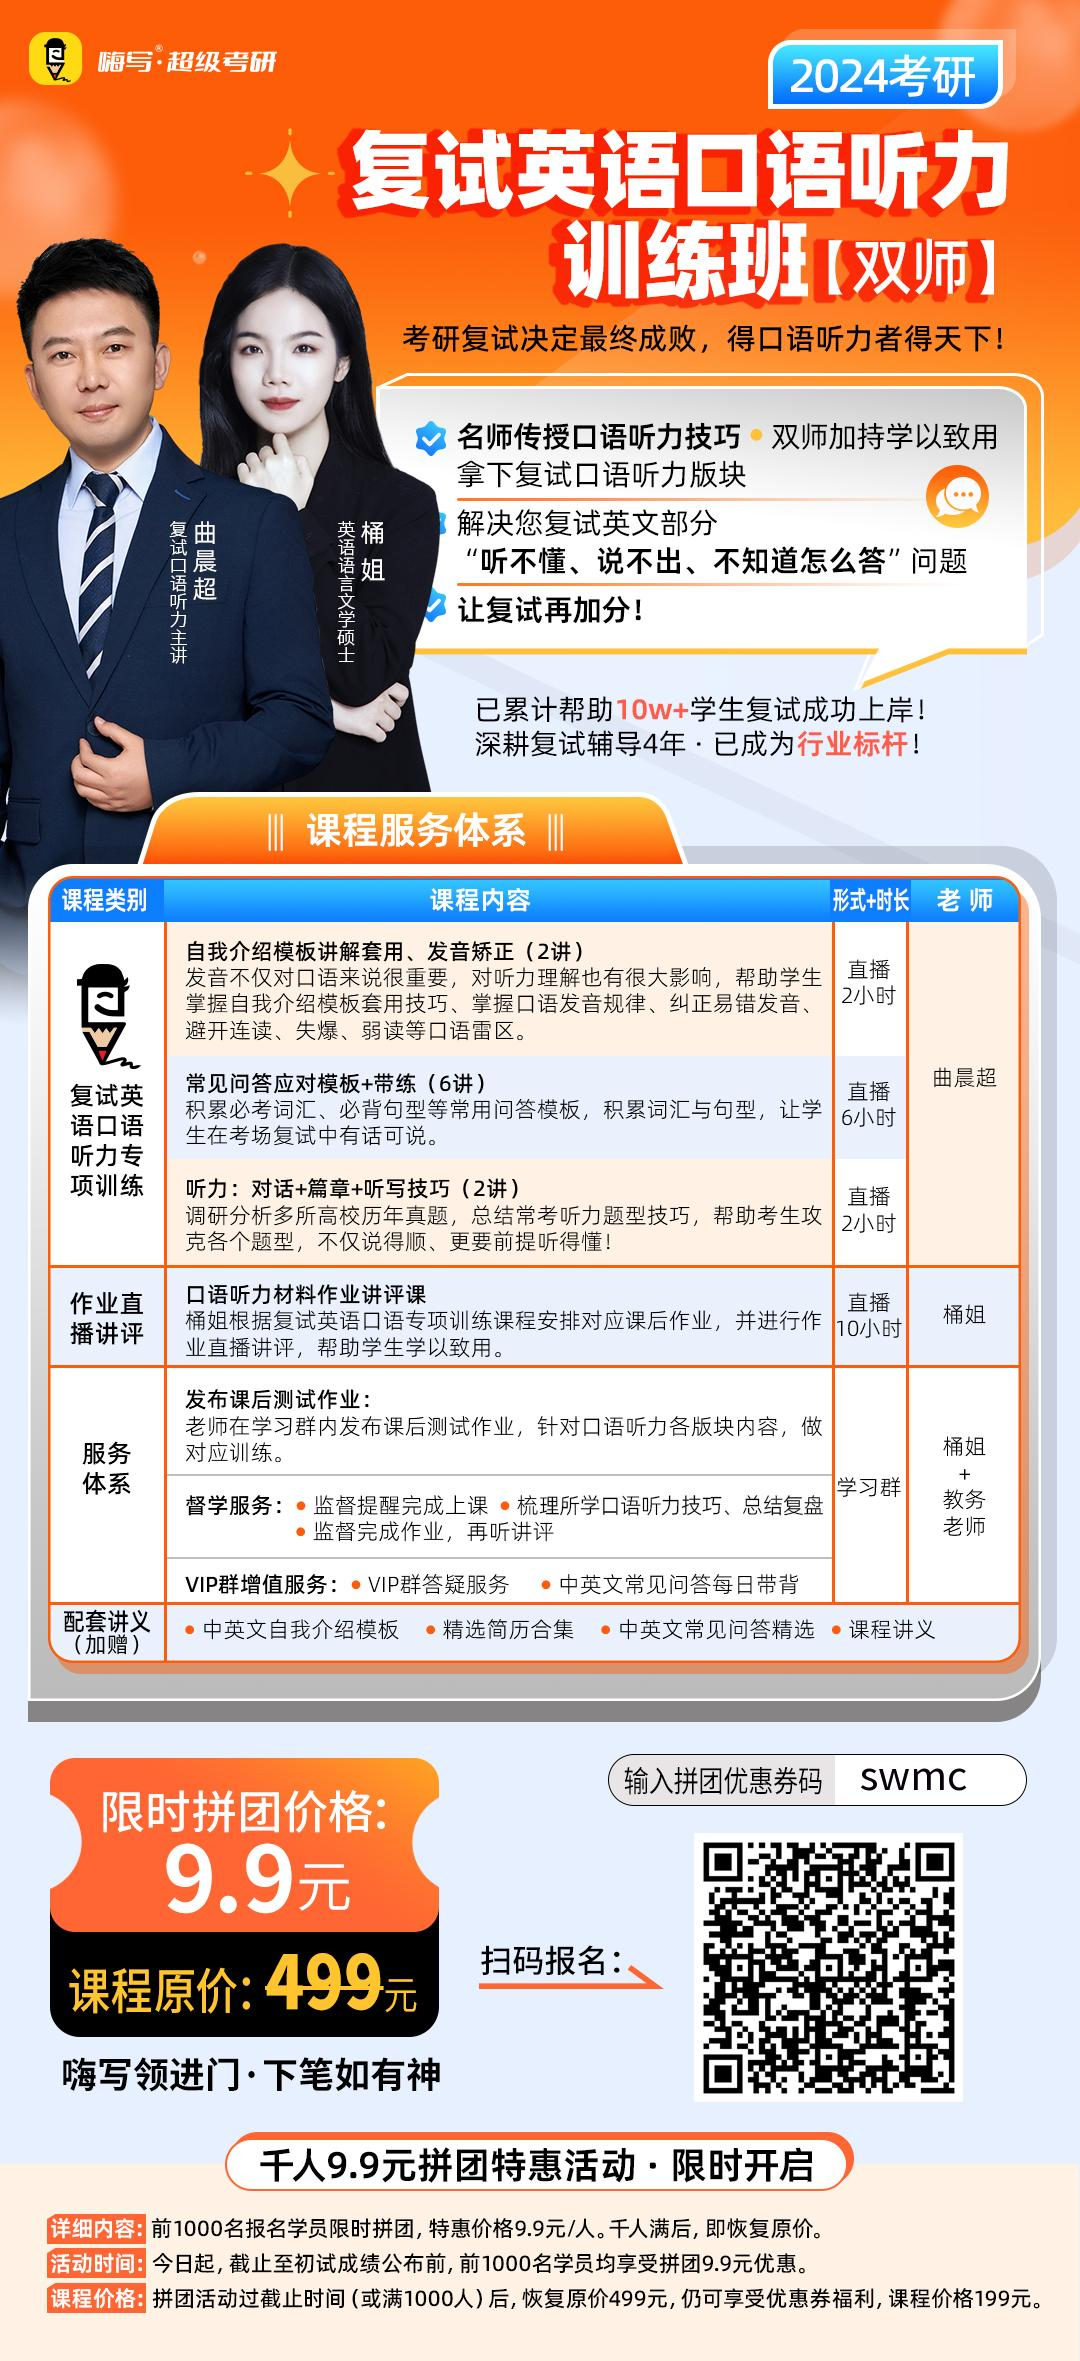 嗨写®·超级考研
2024考研
复试英语口语听力
训练班【双师】
考研复试决定最终成败，得口语听力者得天下！
名师传授口语听力技巧•双师加持学以致用
拿下复试口语听力版块
解决您复试英文部分
“听不懂、说不出、不知道怎么答”问题
让复试再加分！
曲晨超
复试口语听力主讲
桶姐
英语语言文学硕士
已累计帮助10w+学生复试成功上岸！
深耕复试辅导4年·已成为行业标杆！
课程服务体系
课程类别 课程内容 形式+时长 老师
复试英
语口语
听力专
项训练
自我介绍模板讲解套用、发音矫正（2讲）
发音不仅对口语来说很重要，对听力理解也有很大影响，帮助学生
掌握自我介绍模板套用技巧、掌握口语发音规律、纠正易错发音、
避开连读、失爆、弱读等口语雷区。
直播
2小时
常见问答应对模板+带练（6讲）
积累必考词汇、必背句型等常用问答模板，积累词汇与句型，让学
生在考场复试中有话可说。
直播
6小时
听力：对话+篇章+听写技巧（2讲）
调研分析多所高校历年真题，总结常考听力题型技巧，帮助考生攻
克各个题型，不仅说得顺、更要前提听得懂！
直播
2小时
曲晨超
作业直
播讲评
口语听力材料作业讲评课
桶姐根据复试英语口语专项训练课程安排对应课后作业，并进行作
业直播讲评，帮助学生学以致用。
直播
10小时
桶姐
服务
体系
发布课后测试作业：
老师在学习群内发布课后测试作业，针对口语听力各版块内容，做
对应训练。
督学服务：•监督提醒完成上课 •梳理所学口语听力技巧、总结复盘
•监督完成作业，再听讲评
VIP群增值服务：•VIP群答疑服务 •中英文常见问答每日带背
学习群
桶姐
+
教务
老师
配套讲义
（加赠）
•中英文自我介绍模板 •精选简历合集 •中英文常见问答精选 •课程讲义
限时拼团价格:
9.9元
课程原价:499元
嗨写领进门·下笔如有神
输入拼团优惠券码 swmc
扫码报名：
千人9.9元拼团特惠活动·限时开启
详细内容：前1000名报名学员限时拼团，特惠价格9.9元/人。千人满后，即恢复原价。
活动时间：今日起，截止至初试成绩公布前，前1000名学员均享受拼团9.9元优惠。
课程价格：拼团活动过截止时间（或满1000人）后，恢复原价499元，仍可享受优惠券福利，课程价格199元。